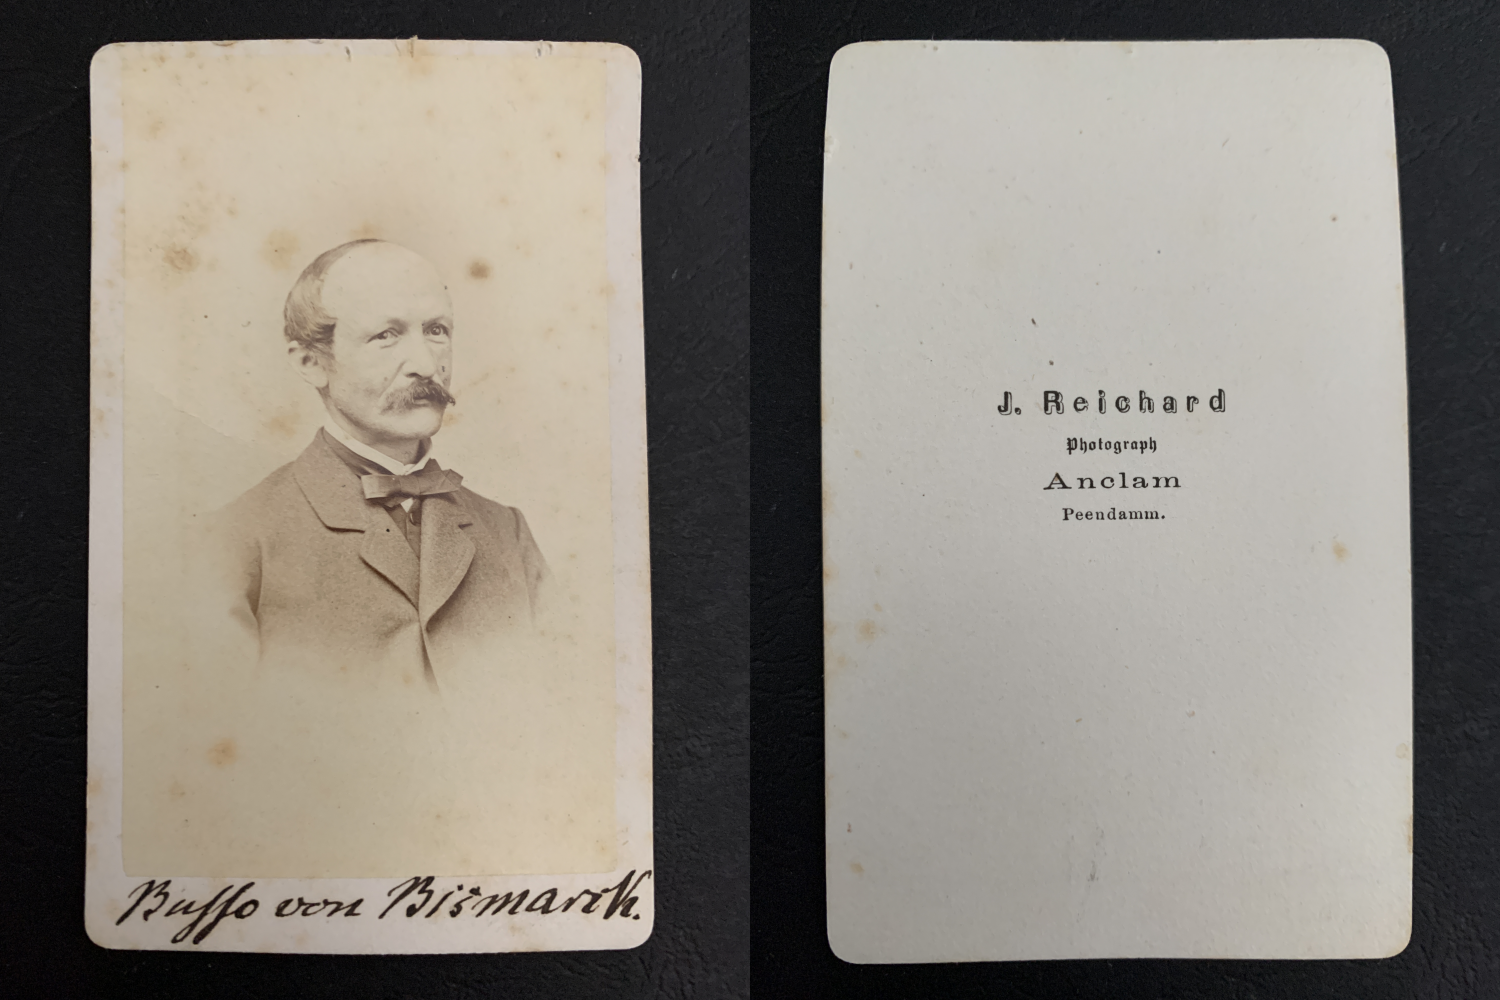 Busso von Bismarck.
J. Reichard
Photograph
Anclam
Peendamm.